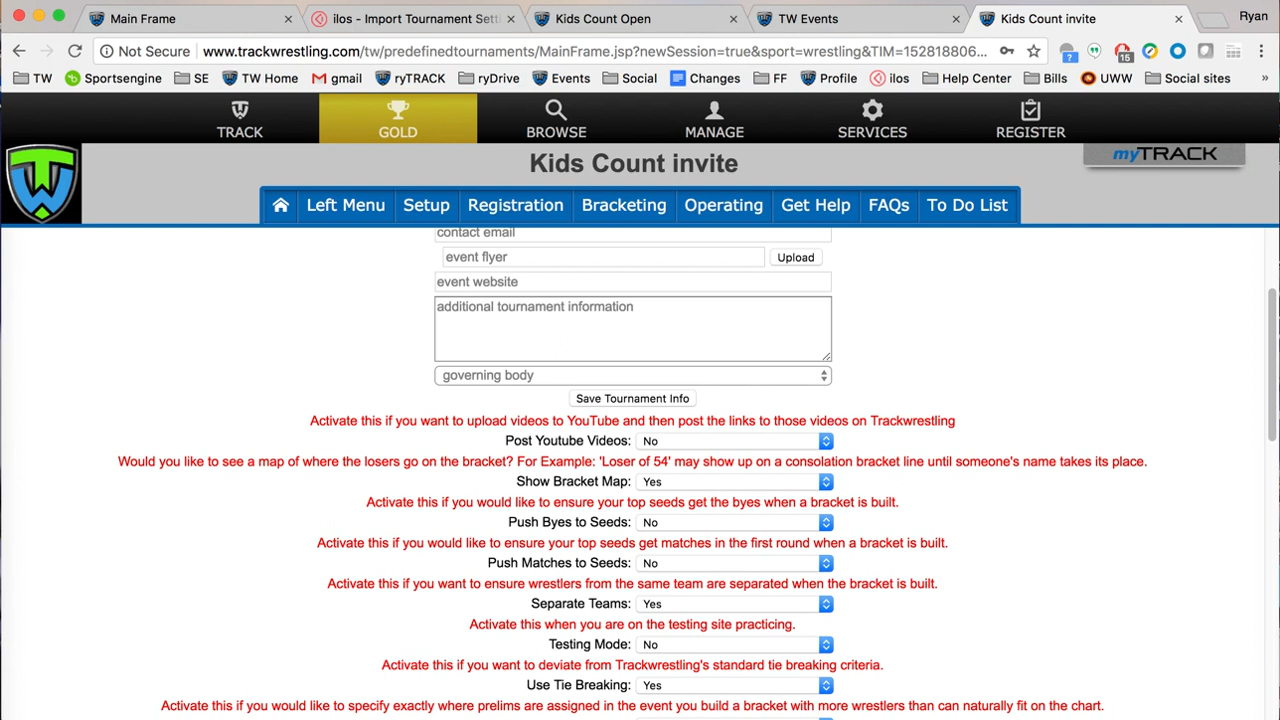 Main Frame
ilos - Import Tournament Setti
Kids Count Open
TW Events
Kids Count invite
Ryan
Not Secure www.trackwrestling.com/tw/predefinedtournaments/MainFrame.jsp?newSession=true&sport=wrestling&TIM=152818806...
?
15
TW Sportsengine SE TW Home gmail ryTRACK ryDrive Events Social Changes FF Profile ilos Help Center Bills UWW Social sites »
TRACK GOLD BROWSE MANAGE SERVICES REGISTER
Kids Count invite
myTRACK
Left Menu Setup Registration Bracketing Operating Get Help FAQs To Do List
contact email
event flyer Upload
event website
additional tournament information
governing body
Save Tournament Info
Activate this if you want to upload videos to YouTube and then post the links to those videos on Trackwrestling
Post Youtube Videos: No
Would you like to see a map of where the losers go on the bracket? For Example: 'Loser of 54' may show up on a consolation bracket line until someone's name takes its place.
Show Bracket Map: Yes
Activate this if you would like to ensure your top seeds get the byes when a bracket is built.
Push Byes to Seeds: No
Activate this if you would like to ensure your top seeds get matches in the first round when a bracket is built.
Push Matches to Seeds: No
Activate this if you want to ensure wrestlers from the same team are separated when the bracket is built.
Separate Teams: Yes
Activate this when you are on the testing site practicing.
Testing Mode: No
Activate this if you want to deviate from Trackwrestling's standard tie breaking criteria.
Use Tie Breaking: Yes
Activate this if you would like to specify exactly where prelims are assigned in the event you build a bracket with more wrestlers than can naturally fit on the chart.